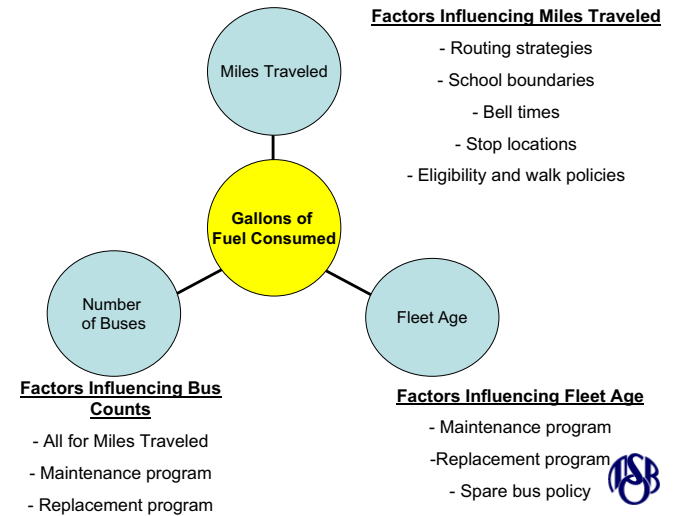 Factors Influencing Miles Traveled
- Routing strategies
- School boundaries
- Bell times
- Stop locations
- Eligibility and walk policies
Miles Traveled
Gallons of
Fuel Consumed
Number
of Buses
Fleet Age
Factors Influencing Bus
Counts
- All for Miles Traveled
- Maintenance program
- Replacement program
Factors Influencing Fleet Age
- Maintenance program
-Replacement program
- Spare bus policy